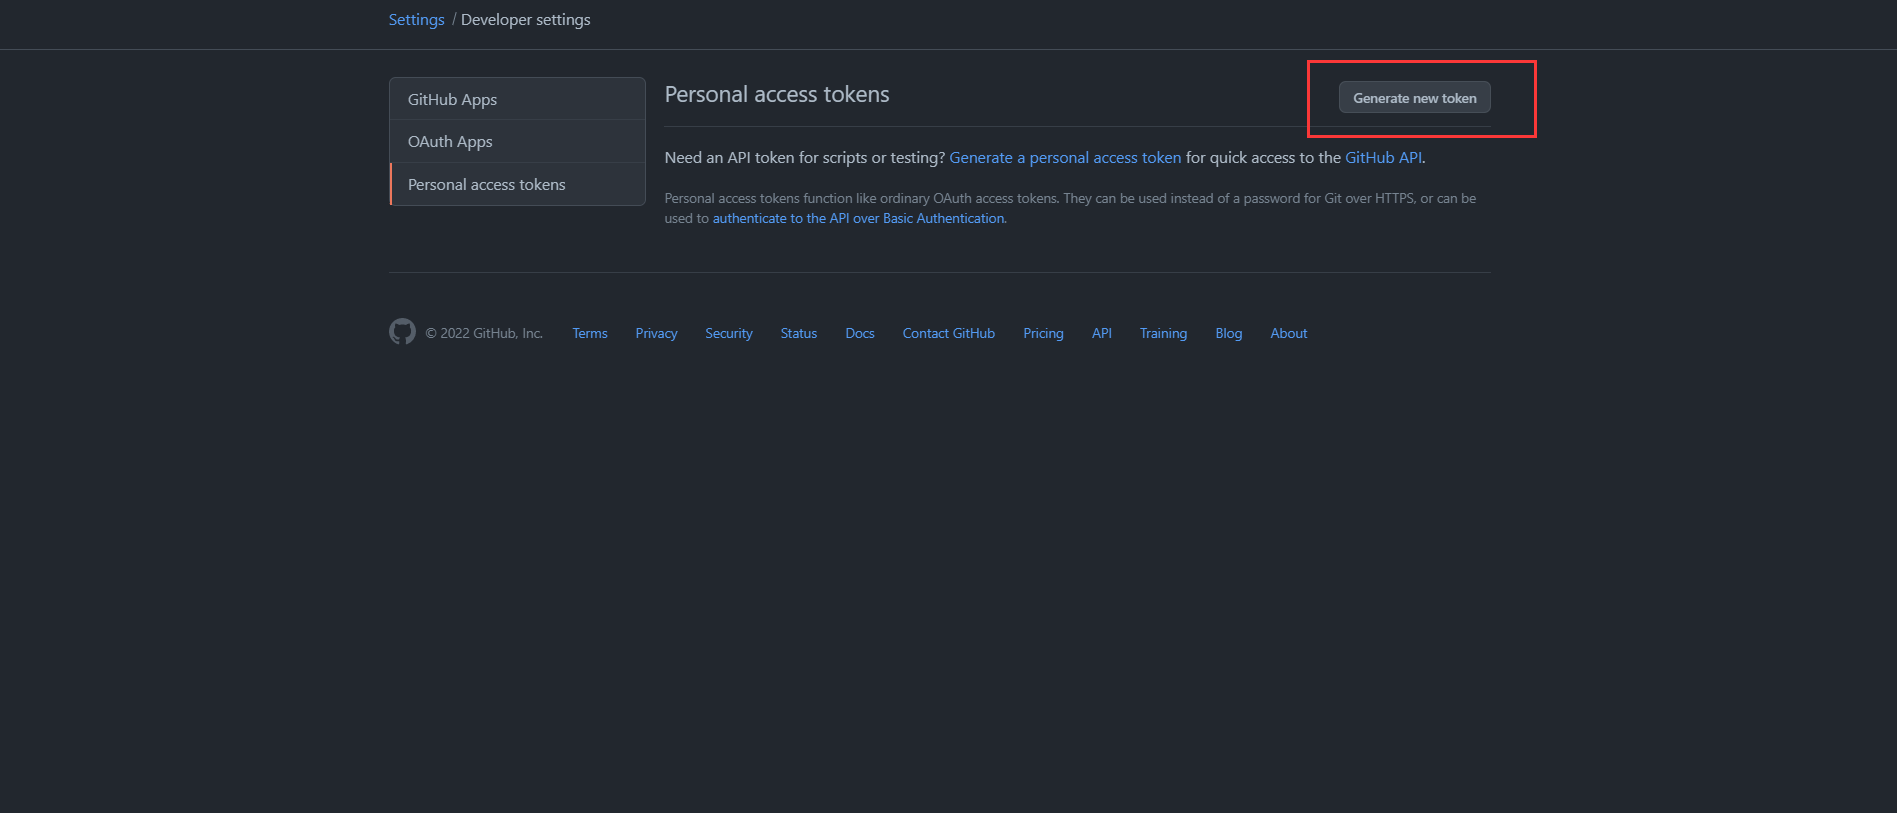 Settings / Developer settings
GitHub Apps
OAuth Apps
Personal access tokens
Personal access tokens
Generate new token
Need an API token for scripts or testing? Generate a personal access token for quick access to the GitHub API.
Personal access tokens function like ordinary OAuth access tokens. They can be used instead of a password for Git over HTTPS, or can be
used to authenticate to the API over Basic Authentication.
© 2022 GitHub, Inc. Terms Privacy Security Status Docs Contact GitHub Pricing API Training Blog About